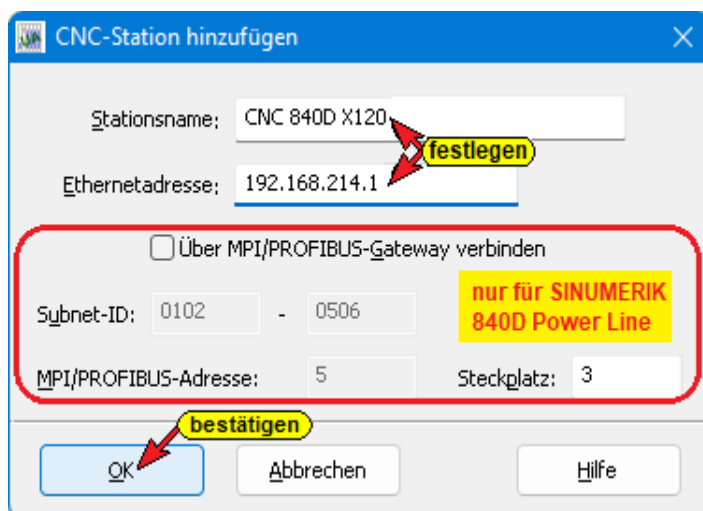 CNC-Station hinzufügen
Stationsname: CNC 840D X120
festlegen
Ethernetadresse: 192.168.214.1
Über MPI/PROFIBUS-Gateway verbinden
Subnet-ID: 0102 - 0506
nur für SINUMERIK
840D Power Line
MPI/PROFIBUS-Adresse: 5 Steckplatz: 3
bestätigen
OK Abbrechen Hilfe